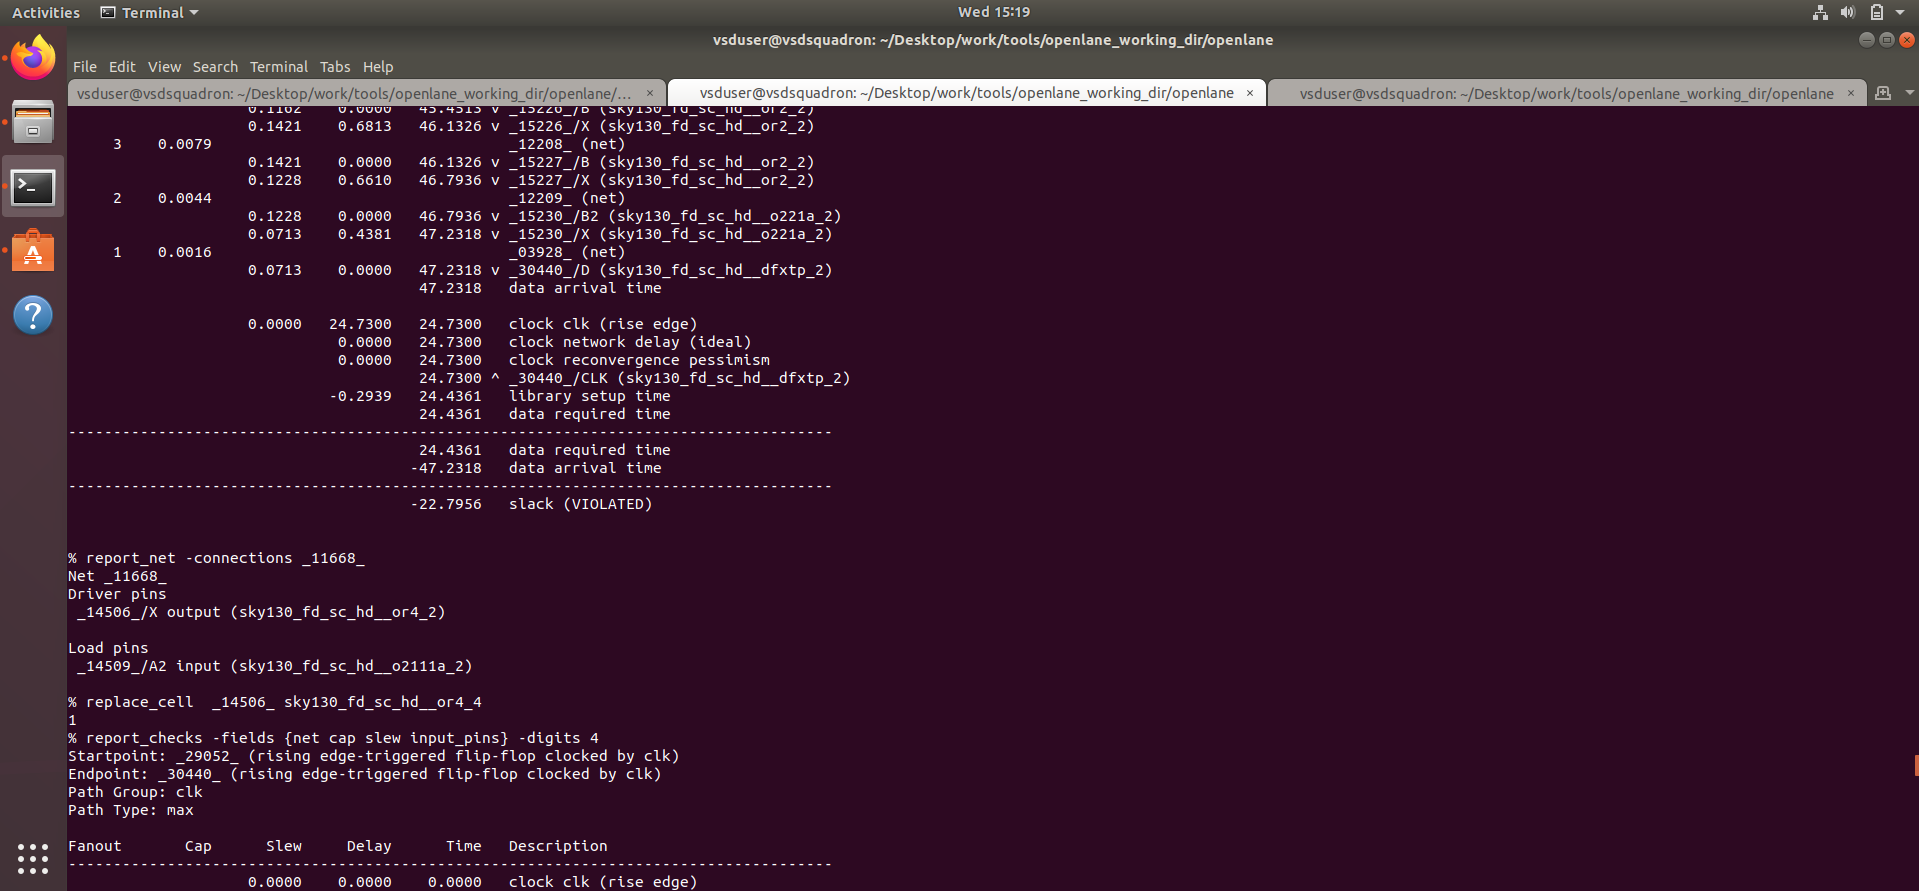 Activities Terminal Wed 15:19
vsduser@vsdsquadron: ~/Desktop/work/tools/openlane_working_dir/openlane
File Edit View Search Terminal Tabs Help
vsduser@vsdsquadron: ~/Desktop/work/tools/openlane_working_dir/openlane/... × vsduser@vsdsquadron: ~/Desktop/work/tools/openlane_working_dir/openlane × vsduser@vsdsquadron: ~/Desktop/work/tools/openlane_working_dir/openlane ×
0.1162 0.0000 45.4513 v _15226_/B (sky130_fd_sc_hd__or2_2)
0.1421 0.6813 46.1326 v _15226_/X (sky130_fd_sc_hd__or2_2)
3 0.0079 _12208_ (net)
0.1421 0.0000 46.1326 v _15227_/B (sky130_fd_sc_hd__or2_2)
0.1228 0.6610 46.7936 v _15227_/X (sky130_fd_sc_hd__or2_2)
2 0.0044 _12209_ (net)
0.1228 0.0000 46.7936 v _15230_/B2 (sky130_fd_sc_hd__o221a_2)
0.0713 0.4381 47.2318 v _15230_/X (sky130_fd_sc_hd__o221a_2)
1 0.0016 _03928_ (net)
0.0713 0.0000 47.2318 v _30440_/D (sky130_fd_sc_hd__dfxtp_2)
47.2318 data arrival time
0.0000 24.7300 24.7300 clock clk (rise edge)
0.0000 24.7300 clock network delay (ideal)
0.0000 24.7300 clock reconvergence pessimism
24.7300 ^ _30440_/CLK (sky130_fd_sc_hd__dfxtp_2)
-0.2939 24.4361 library setup time
24.4361 data required time
-------------------------------------------------------------------------------------
24.4361 data required time
-47.2318 data arrival time
-------------------------------------------------------------------------------------
-22.7956 slack (VIOLATED)
% report_net -connections _11668_
Net _11668_
Driver pins
_14506_/X output (sky130_fd_sc_hd__or4_2)
Load pins
_14509_/A2 input (sky130_fd_sc_hd__o2111a_2)
% replace_cell _14506_ sky130_fd_sc_hd__or4_4
1
% report_checks -fields {net cap slew input_pins} -digits 4
Startpoint: _29052_ (rising edge-triggered flip-flop clocked by clk)
Endpoint: _30440_ (rising edge-triggered flip-flop clocked by clk)
Path Group: clk
Path Type: max
Fanout Cap Slew Delay Time Description
-------------------------------------------------------------------------------------
0.0000 0.0000 0.0000 clock clk (rise edge)